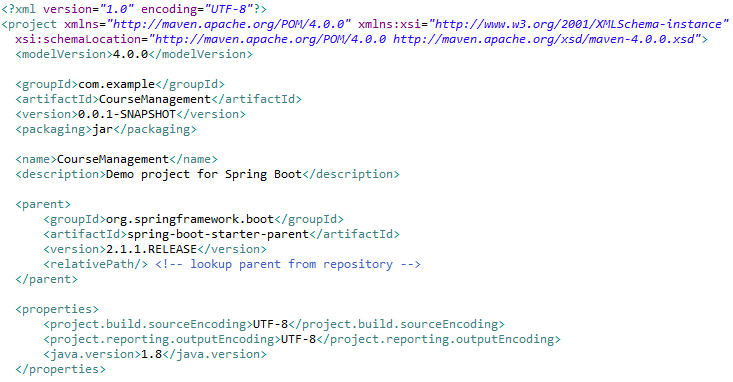 <?xml version="1.0" encoding="UTF-8"?>
<project xmlns="http://maven.apache.org/POM/4.0.0" xmlns:xsi="http://www.w3.org/2001/XMLSchema-instance"
xsi:schemaLocation="http://maven.apache.org/POM/4.0.0 http://maven.apache.org/xsd/maven-4.0.0.xsd">
<modelVersion>4.0.0</modelVersion>
<groupId>com.example</groupId>
<artifactId>CourseManagement</artifactId>
<version>0.0.1-SNAPSHOT</version>
<packaging>jar</packaging>
<name>CourseManagement</name>
<description>Demo project for Spring Boot</description>
<parent>
<groupId>org.springframework.boot</groupId>
<artifactId>spring-boot-starter-parent</artifactId>
<version>2.1.1.RELEASE</version>
<relativePath/> <!-- lookup parent from repository -->
</parent>
<properties>
<project.build.sourceEncoding>UTF-8</project.build.sourceEncoding>
<project.reporting.outputEncoding>UTF-8</project.reporting.outputEncoding>
<java.version>1.8</java.version>
</properties>